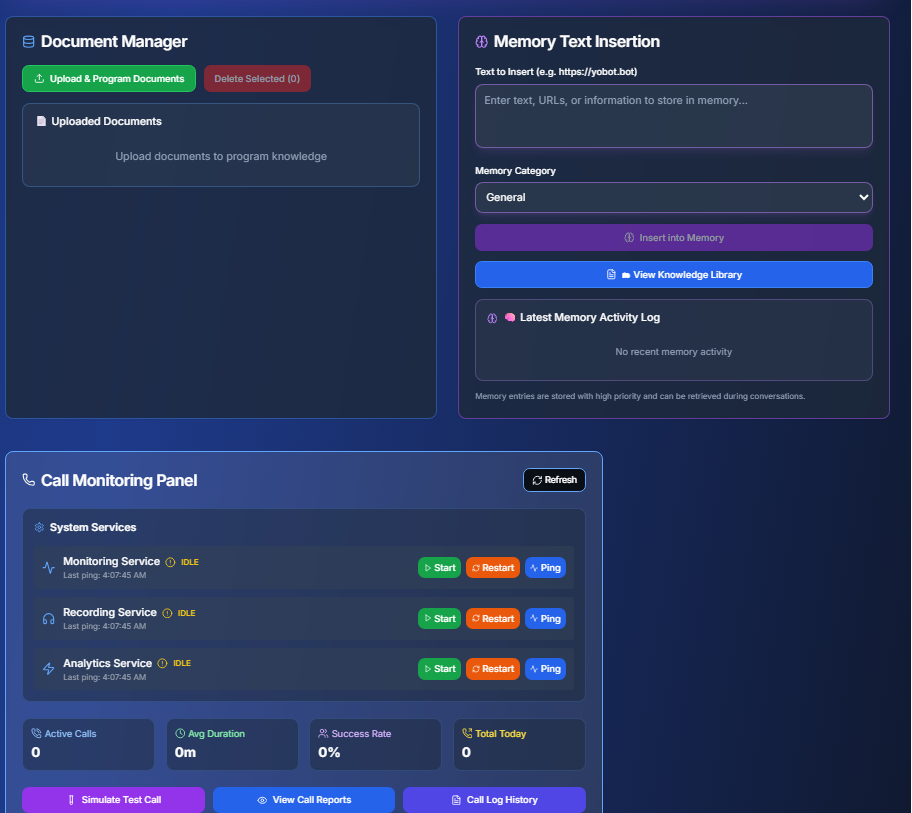 Document Manager
Upload & Program Documents
Delete Selected (0)
Uploaded Documents
Upload documents to program knowledge
Memory Text Insertion
Text to Insert (e.g. https://yobot.bot)
Enter text, URLs, or information to store in memory...
Memory Category
General
Insert into Memory
View Knowledge Library
Latest Memory Activity Log
No recent memory activity
Memory entries are stored with high priority and can be retrieved during conversations.
Call Monitoring Panel
Refresh
System Services
Monitoring Service IDLE
Last ping: 4:07:45 AM
Start Restart Ping
Recording Service IDLE
Last ping: 4:07:45 AM
Start Restart Ping
Analytics Service IDLE
Last ping: 4:07:45 AM
Start Restart Ping
Active Calls
0
Avg Duration
0m
Success Rate
0%
Total Today
0
Simulate Test Call
View Call Reports
Call Log History